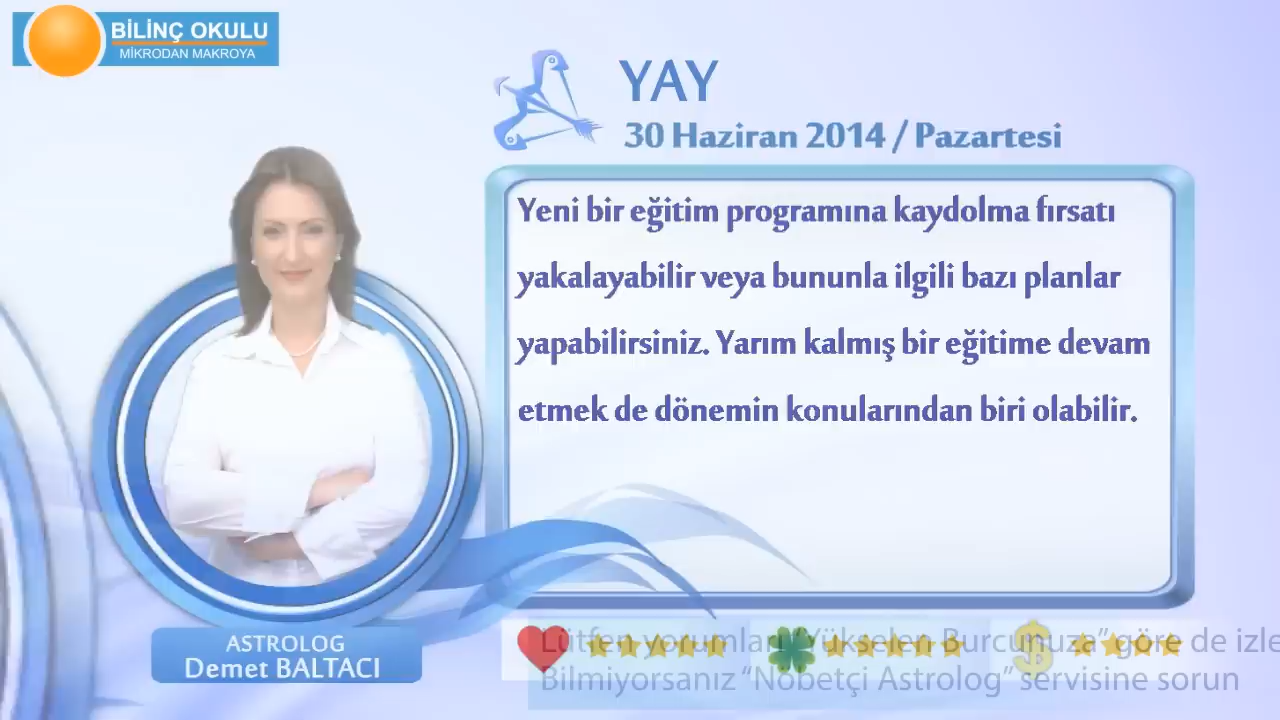 BİLİNÇ OKULU
MİKRODAN MAKROYA
YAY
30 Haziran 2014 / Pazartesi
Yeni bir eğitim programına kaydolma fırsatı
yakalayabilir veya bununla ilgili bazı planlar
yapabilirsiniz. Yarım kalmış bir eğitime devam
etmek de dönemin konularından biri olabilir.
ASTROLOG
Demet BALTACI
Lütfen yorumları "Yükselen Burcunuza" göre de izle
Bilmiyorsanız "Nöbetçi Astrolog" servisine sorun